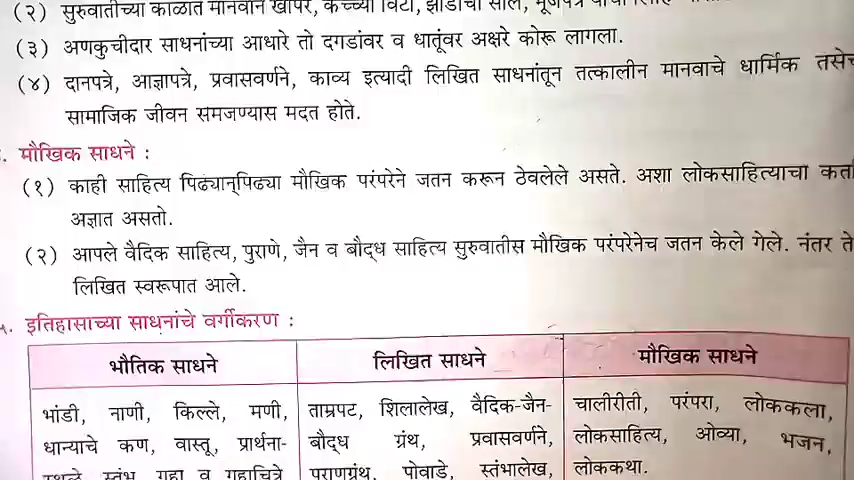 (२) सुरुवातीच्या काळात मानवाने खापरे, कच्च्या विटा, झाडाची साल, भूर्जपत्रे
(३) अणकुचीदार साधनांच्या आधारे तो दगडांवर व धातूंवर अक्षरे कोरू लागला.
(४) दानपत्रे, आज्ञापत्रे, प्रवासवर्णने, काव्य इत्यादी लिखित साधनांतून तत्कालीन मानवाचे धार्मिक तसेच
सामाजिक जीवन समजण्यास मदत होते.
मौखिक साधने :
(१) काही साहित्य पिढ्यान्‌पिढ्या मौखिक परंपरेने जतन करून ठेवलेले असते. अशा लोकसाहित्याचा कर्ता
अज्ञात असतो.
(२) आपले वैदिक साहित्य, पुराणे, जैन व बौद्ध साहित्य सुरुवातीस मौखिक परंपरेनेच जतन केले गेले. नंतर ते
लिखित स्वरूपात आले.
५. इतिहासाच्या साधनांचे वर्गीकरण :
भौतिक साधने लिखित साधने मौखिक साधने
भांडी, नाणी, किल्ले, मणी, ताम्रपट, शिलालेख, वैदिक-जैन- चालीरीती, परंपरा, लोककला,
धान्याचे कण, वास्तू, प्रार्थना- बौद्ध ग्रंथ, प्रवासवर्णने, लोकसाहित्य, ओव्या, भजन,
स्थळे, स्तंभ, गुहा व गुहाचित्रे पुराणग्रंथ, पोवाडे, स्तंभालेख, लोककथा.